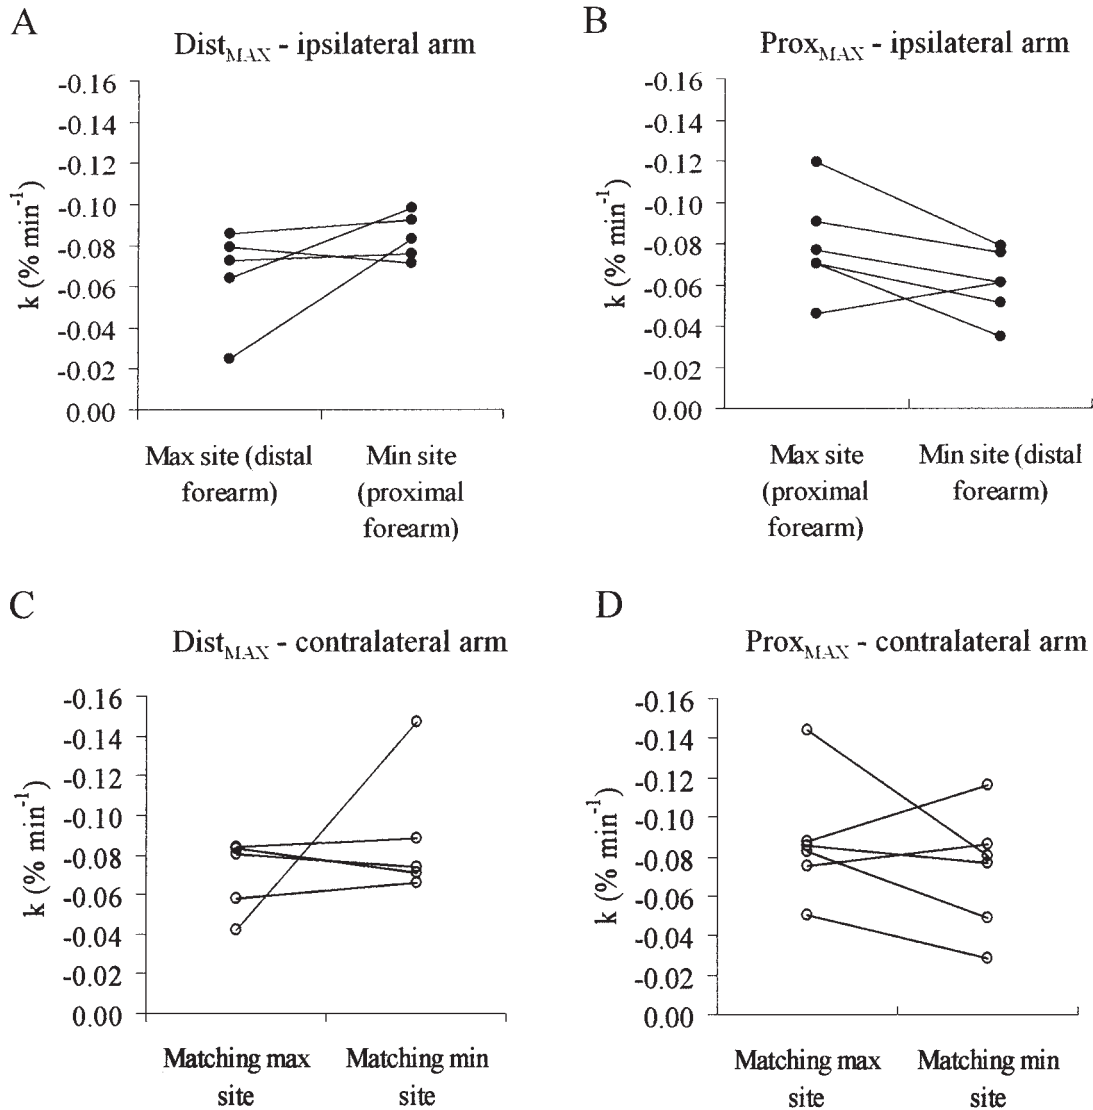 A
Dist_MAX - ipsilateral arm
k (% min⁻¹)
-0.16
-0.14
-0.12
-0.10
-0.08
-0.06
-0.04
-0.02
0.00
Max site (distal
forearm)
Min site
(proximal
forearm)
B
Prox_MAX - ipsilateral arm
k (% min⁻¹)
-0.16
-0.14
-0.12
-0.10
-0.08
-0.06
-0.04
-0.02
0.00
Max site
(proximal
forearm)
Min site (distal
forearm)
C
Dist_MAX - contralateral arm
k (% min⁻¹)
-0.16
-0.14
-0.12
-0.10
-0.08
-0.06
-0.04
-0.02
0.00
Matching max
site
Matching min
site
D
Prox_MAX - contralateral arm
k (% min⁻¹)
-0.16
-0.14
-0.12
-0.10
-0.08
-0.06
-0.04
-0.02
0.00
Matching max
site
Matching min
site